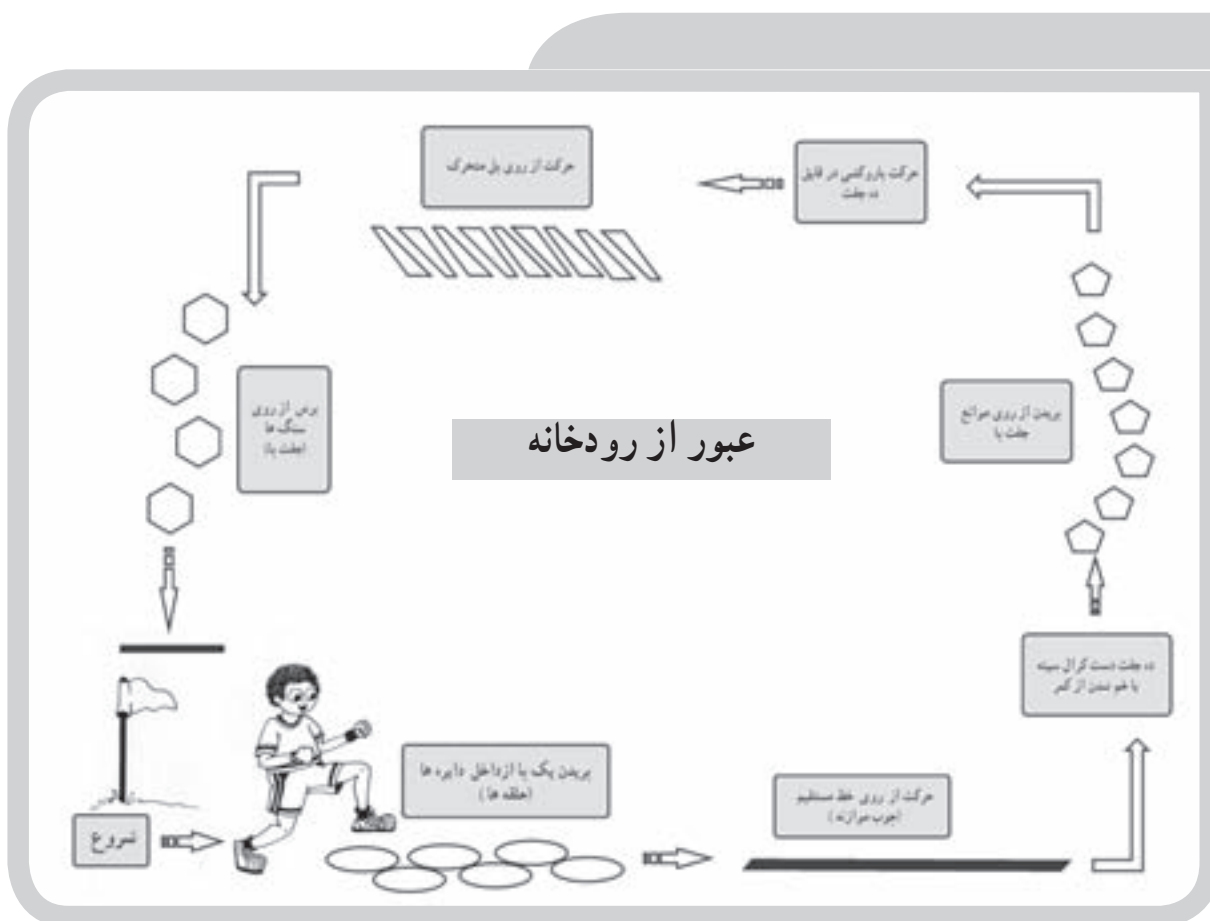 حرکت از روی پل متحرک
حرکت پاروکشی در قایق
ده جفت
پرش از روی
سنگ ها
(جفت پا)
عبور از رودخانه
پریدن از روی موانع
جفت پا
ده جفت دست کرال سینه
با خم شدن از کمر
پریدن یک پا از داخل دایره ها
(حلقه ها)
حرکت از روی خط مستقیم
(چوب موازنه)
شروع